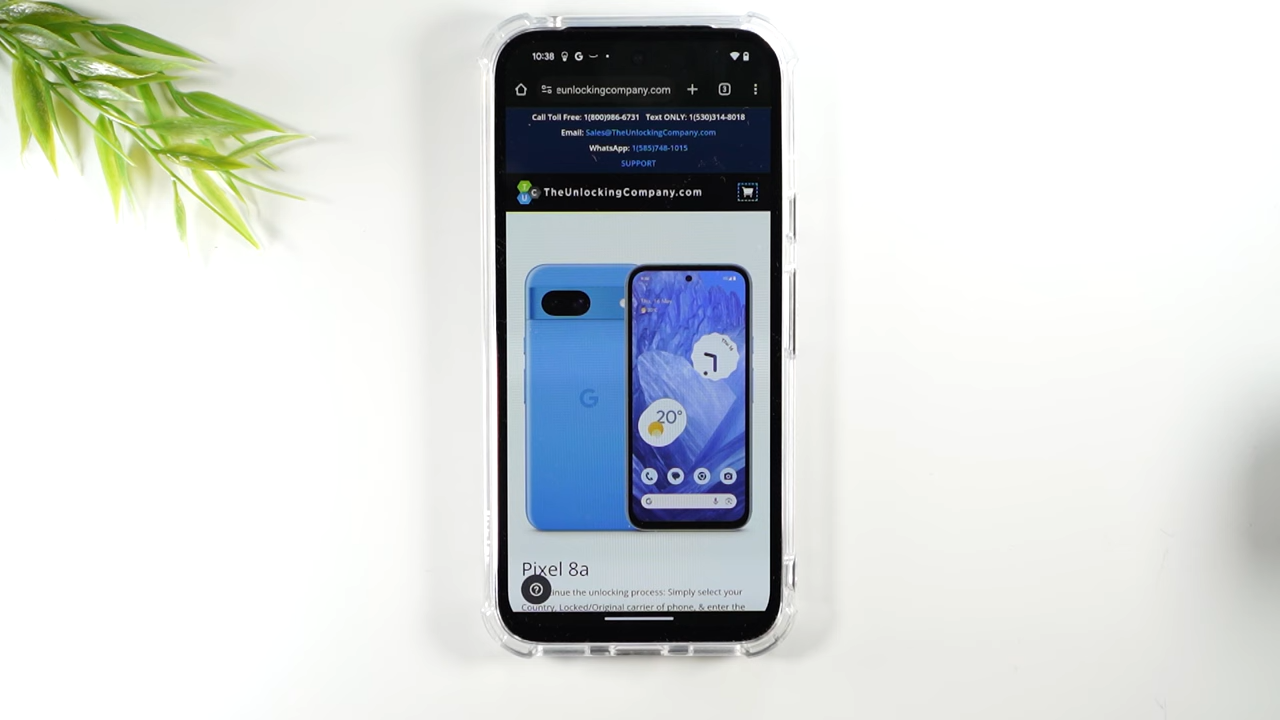 10:38
eunlockingcompany.com
3
Call Toll Free: 1(800)986-6731 Text ONLY: 1(530)314-8018
Email: Sales@TheUnlockingCompany.com
WhatsApp: 1(585)748-1015
SUPPORT
T U C TheUnlockingCompany.com
G
20°
Pixel 8a
tinue the unlocking process: Simply select your
Country, Locked/Original carrier of phone, & enter the